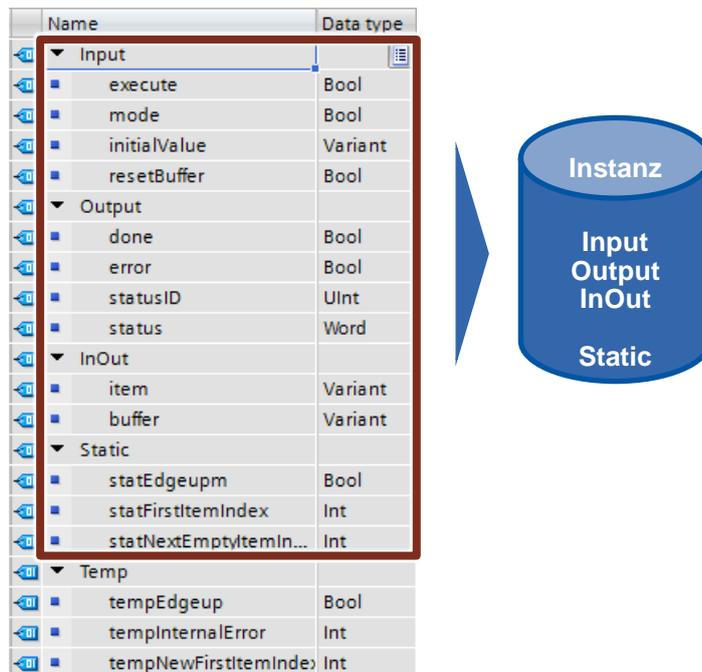 Name Data type
Input
execute Bool
mode Bool
initialValue Variant
resetBuffer Bool
Output
done Bool
error Bool
statusID UInt
status Word
InOut
item Variant
buffer Variant
Static
statEdgeupm Bool
statFirstItemIndex Int
statNextEmptyItemIn... Int
Temp
tempEdgeup Bool
tempInternalError Int
tempNewFirstItemIndex Int
Instanz
Input
Output
InOut
Static